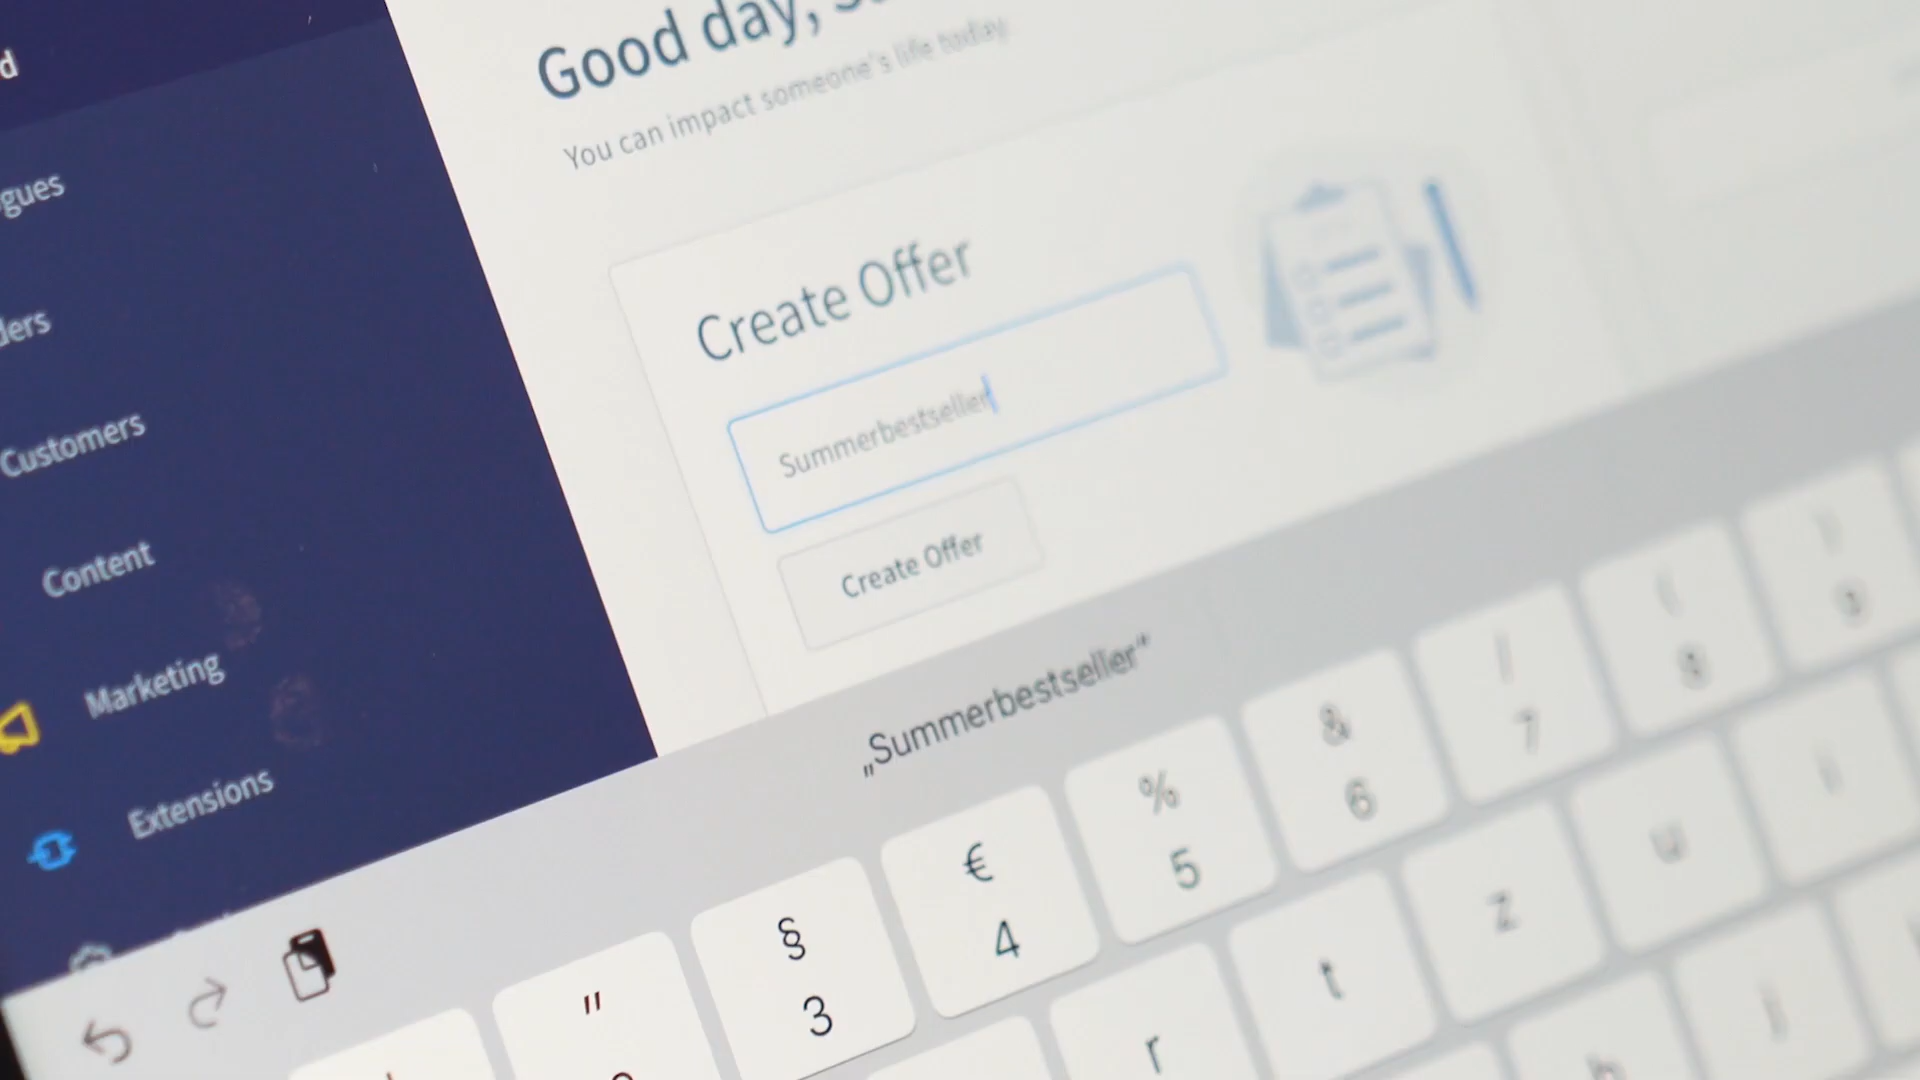 d
gues
ders
Customers
Content
Marketing
Extensions
Good day,
You can impact someone's life today.
Create Offer
Summerbestseller
Create Offer
„Summerbestseller“
" § € % & / ( )
3 4 5 6 7 8 9
r t z u i
h j